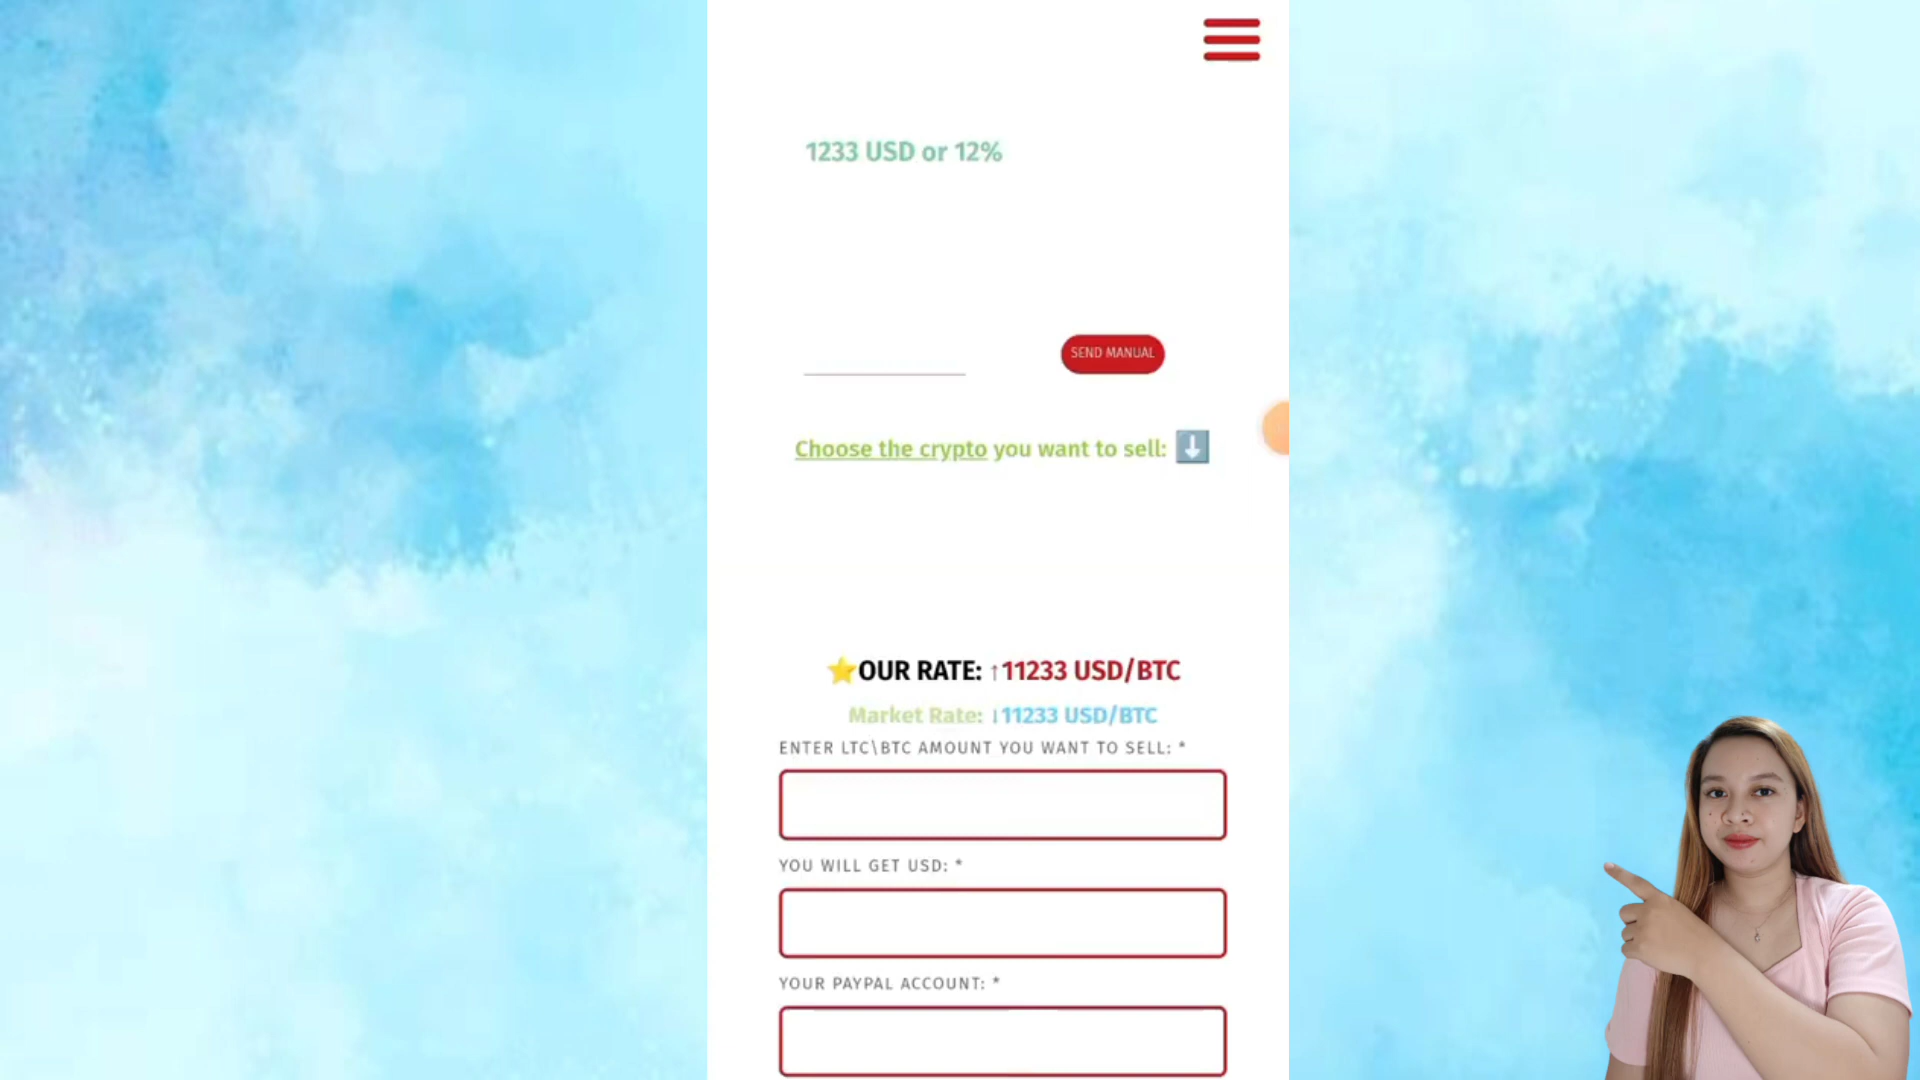 1233 USD or 12%
SEND MANUAL
Choose the crypto you want to sell: ⬇️
⭐OUR RATE: ↑11233 USD/BTC
Market Rate: ↓11233 USD/BTC
ENTER LTC\BTC AMOUNT YOU WANT TO SELL: *
YOU WILL GET USD: *
YOUR PAYPAL ACCOUNT: *